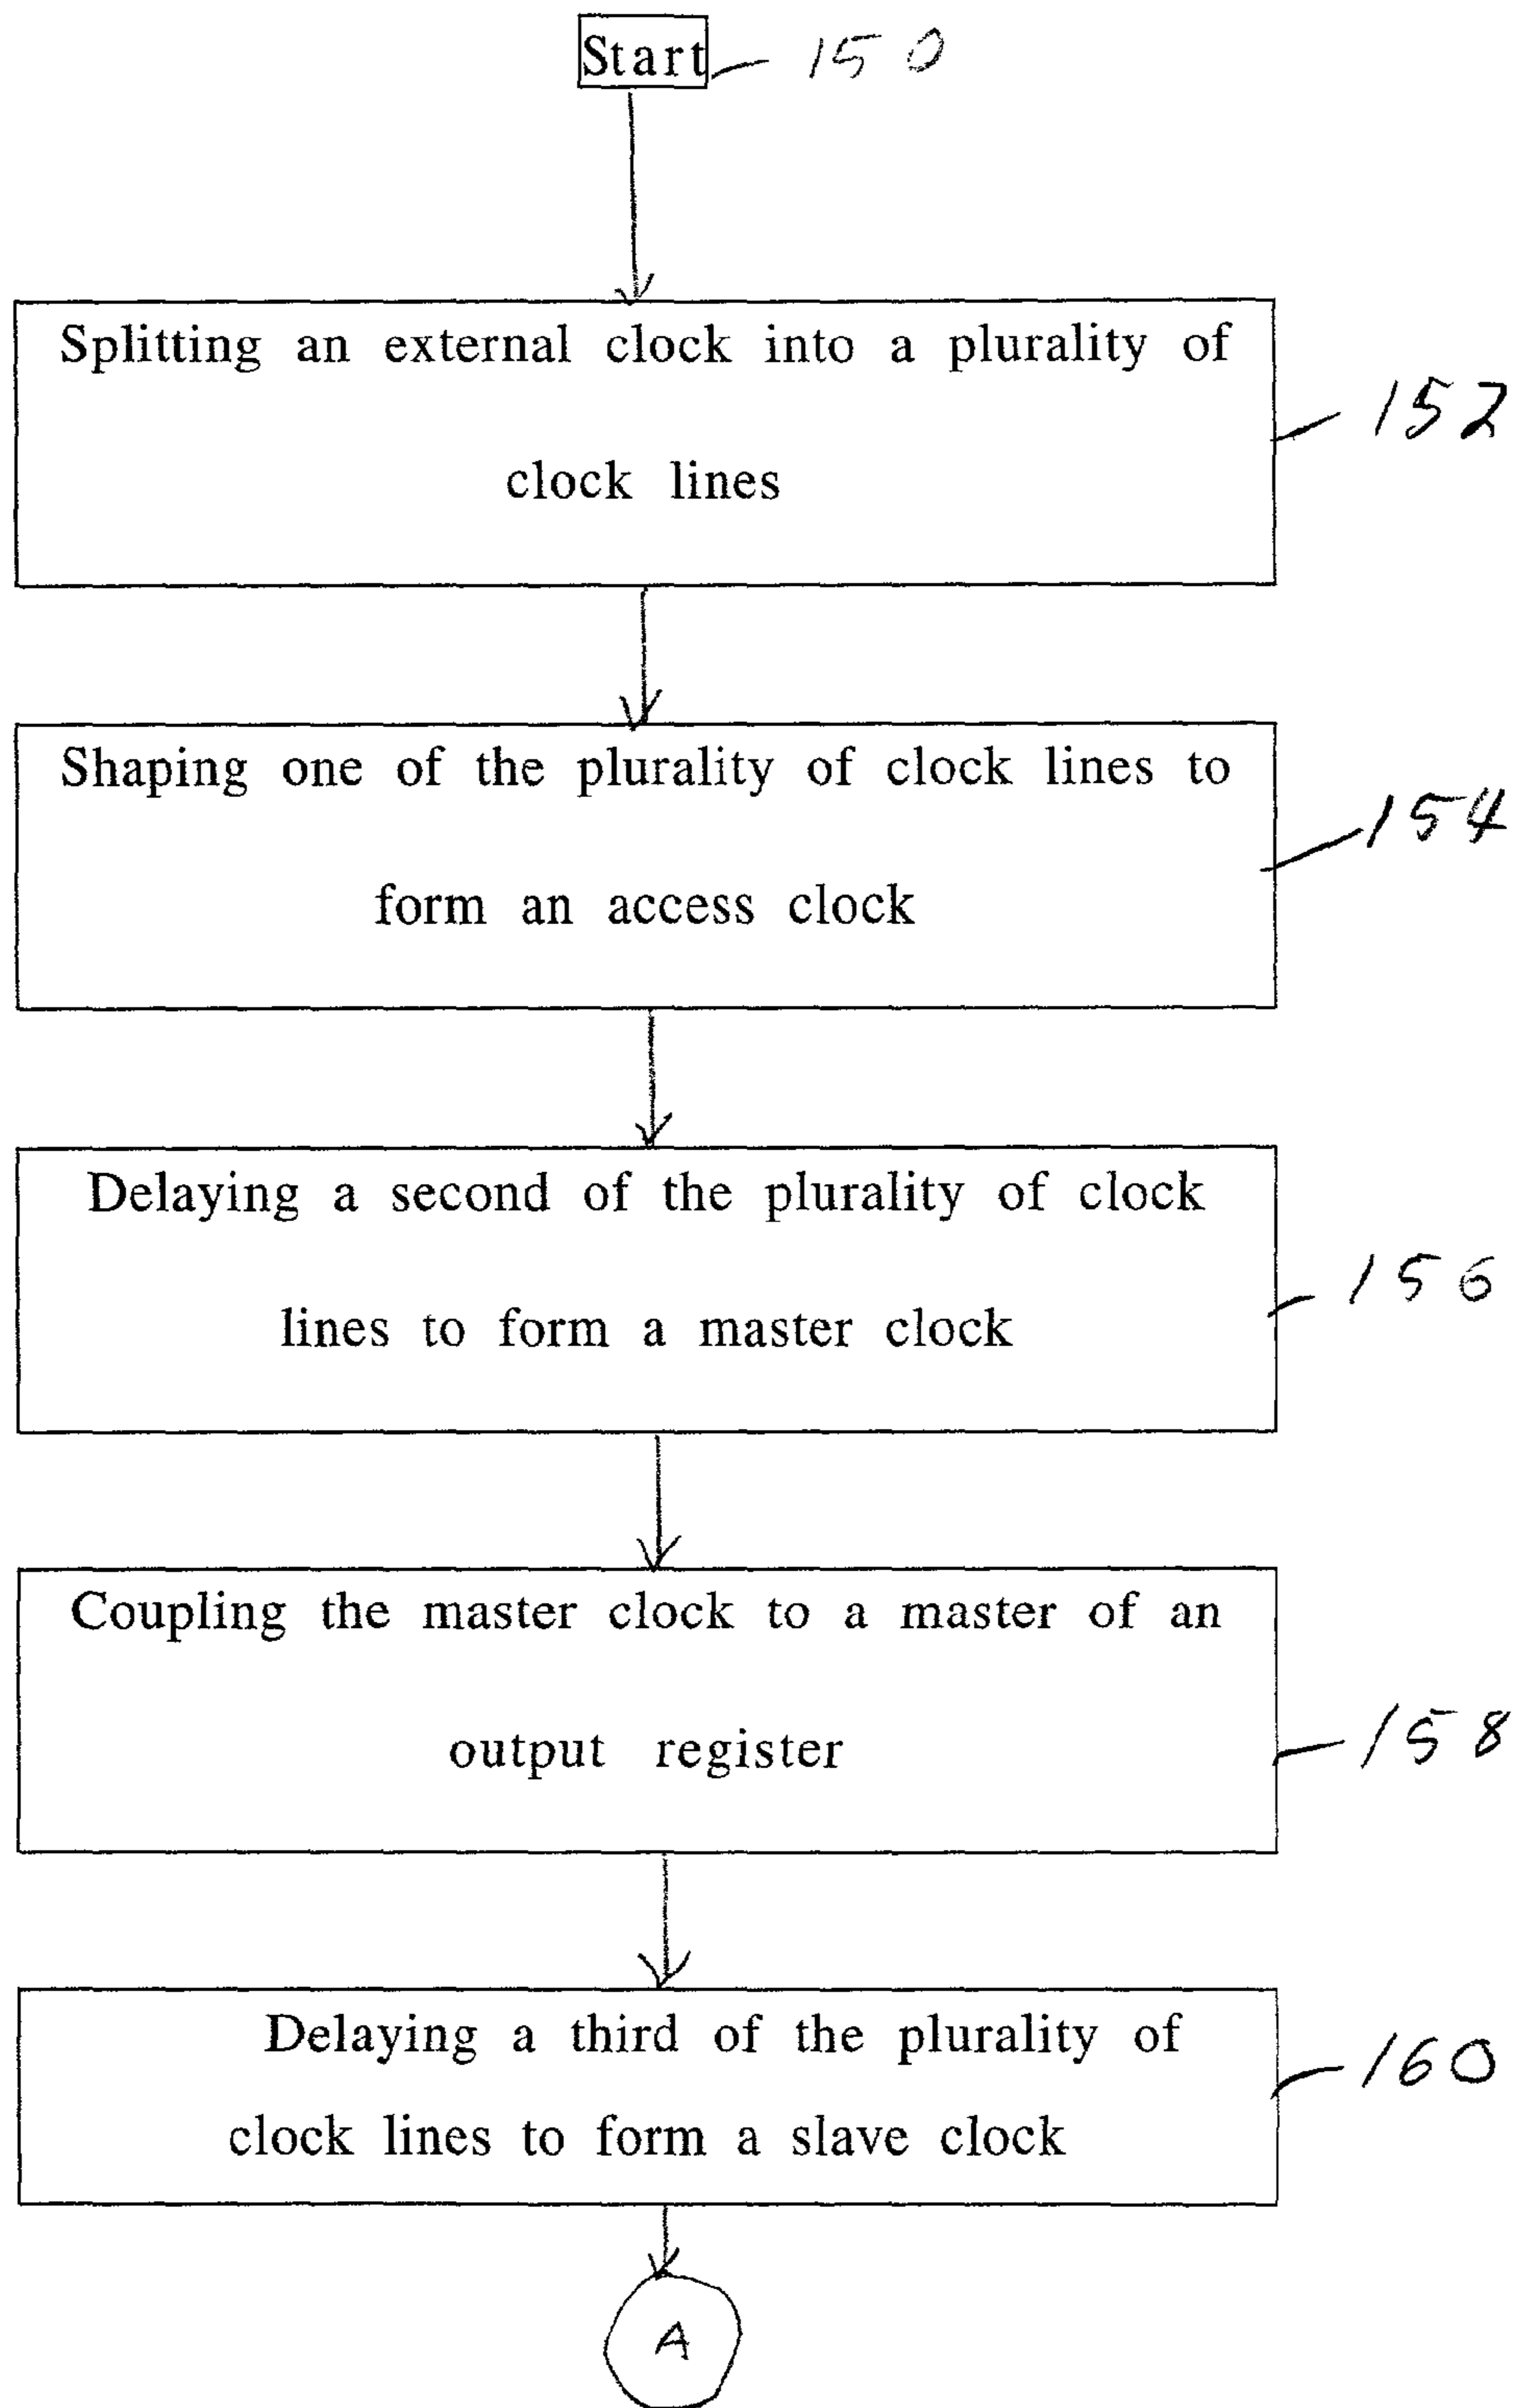 Start 150
Splitting an external clock into a plurality of
clock lines
152
Shaping one of the plurality of clock lines to
form an access clock
154
Delaying a second of the plurality of clock
lines to form a master clock
156
Coupling the master clock to a master of an
output register
158
Delaying a third of the plurality of
clock lines to form a slave clock
160
A